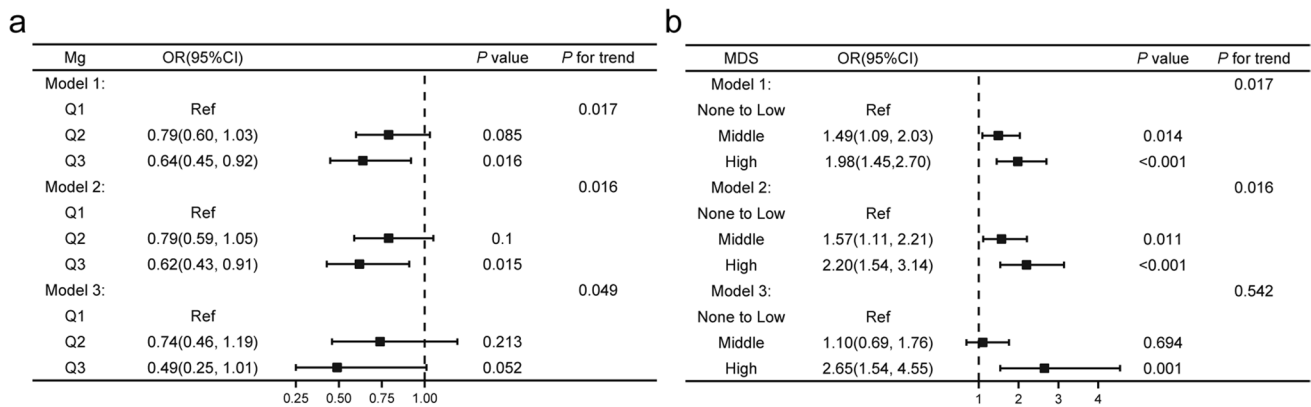 a
Mg OR(95%CI) P value P for trend
Model 1:
Q1 Ref 0.017
Q2 0.79(0.60, 1.03) 0.085
Q3 0.64(0.45, 0.92) 0.016
Model 2: 0.016
Q1 Ref
Q2 0.79(0.59, 1.05) 0.1
Q3 0.62(0.43, 0.91) 0.015
Model 3: 0.049
Q1 Ref
Q2 0.74(0.46, 1.19) 0.213
Q3 0.49(0.25, 1.01) 0.052
0.25 0.50 0.75 1.00
b
MDS OR(95%CI) P value P for trend
Model 1: 0.017
None to Low Ref
Middle 1.49(1.09, 2.03) 0.014
High 1.98(1.45,2.70) <0.001
Model 2: 0.016
None to Low Ref
Middle 1.57(1.11, 2.21) 0.011
High 2.20(1.54, 3.14) <0.001
Model 3: 0.542
None to Low Ref
Middle 1.10(0.69, 1.76) 0.694
High 2.65(1.54, 4.55) 0.001
1 2 3 4